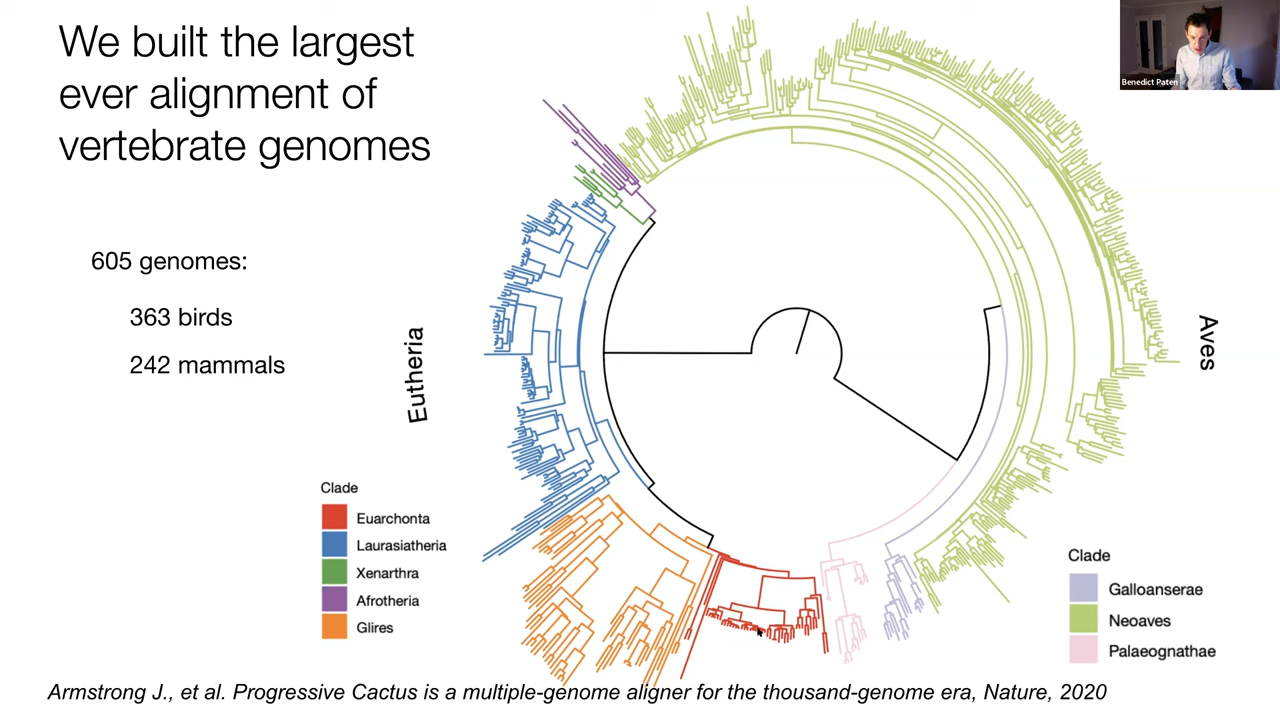 We built the largest
ever alignment of
vertebrate genomes
Benedict Paten
605 genomes:
363 birds
242 mammals
Eutheria
Aves
Clade
Euarchonta
Laurasiatheria
Xenarthra
Afrotheria
Glires
Clade
Galloanserae
Neoaves
Palaeognathae
Armstrong J., et al. Progressive Cactus is a multiple-genome aligner for the thousand-genome era, Nature, 2020